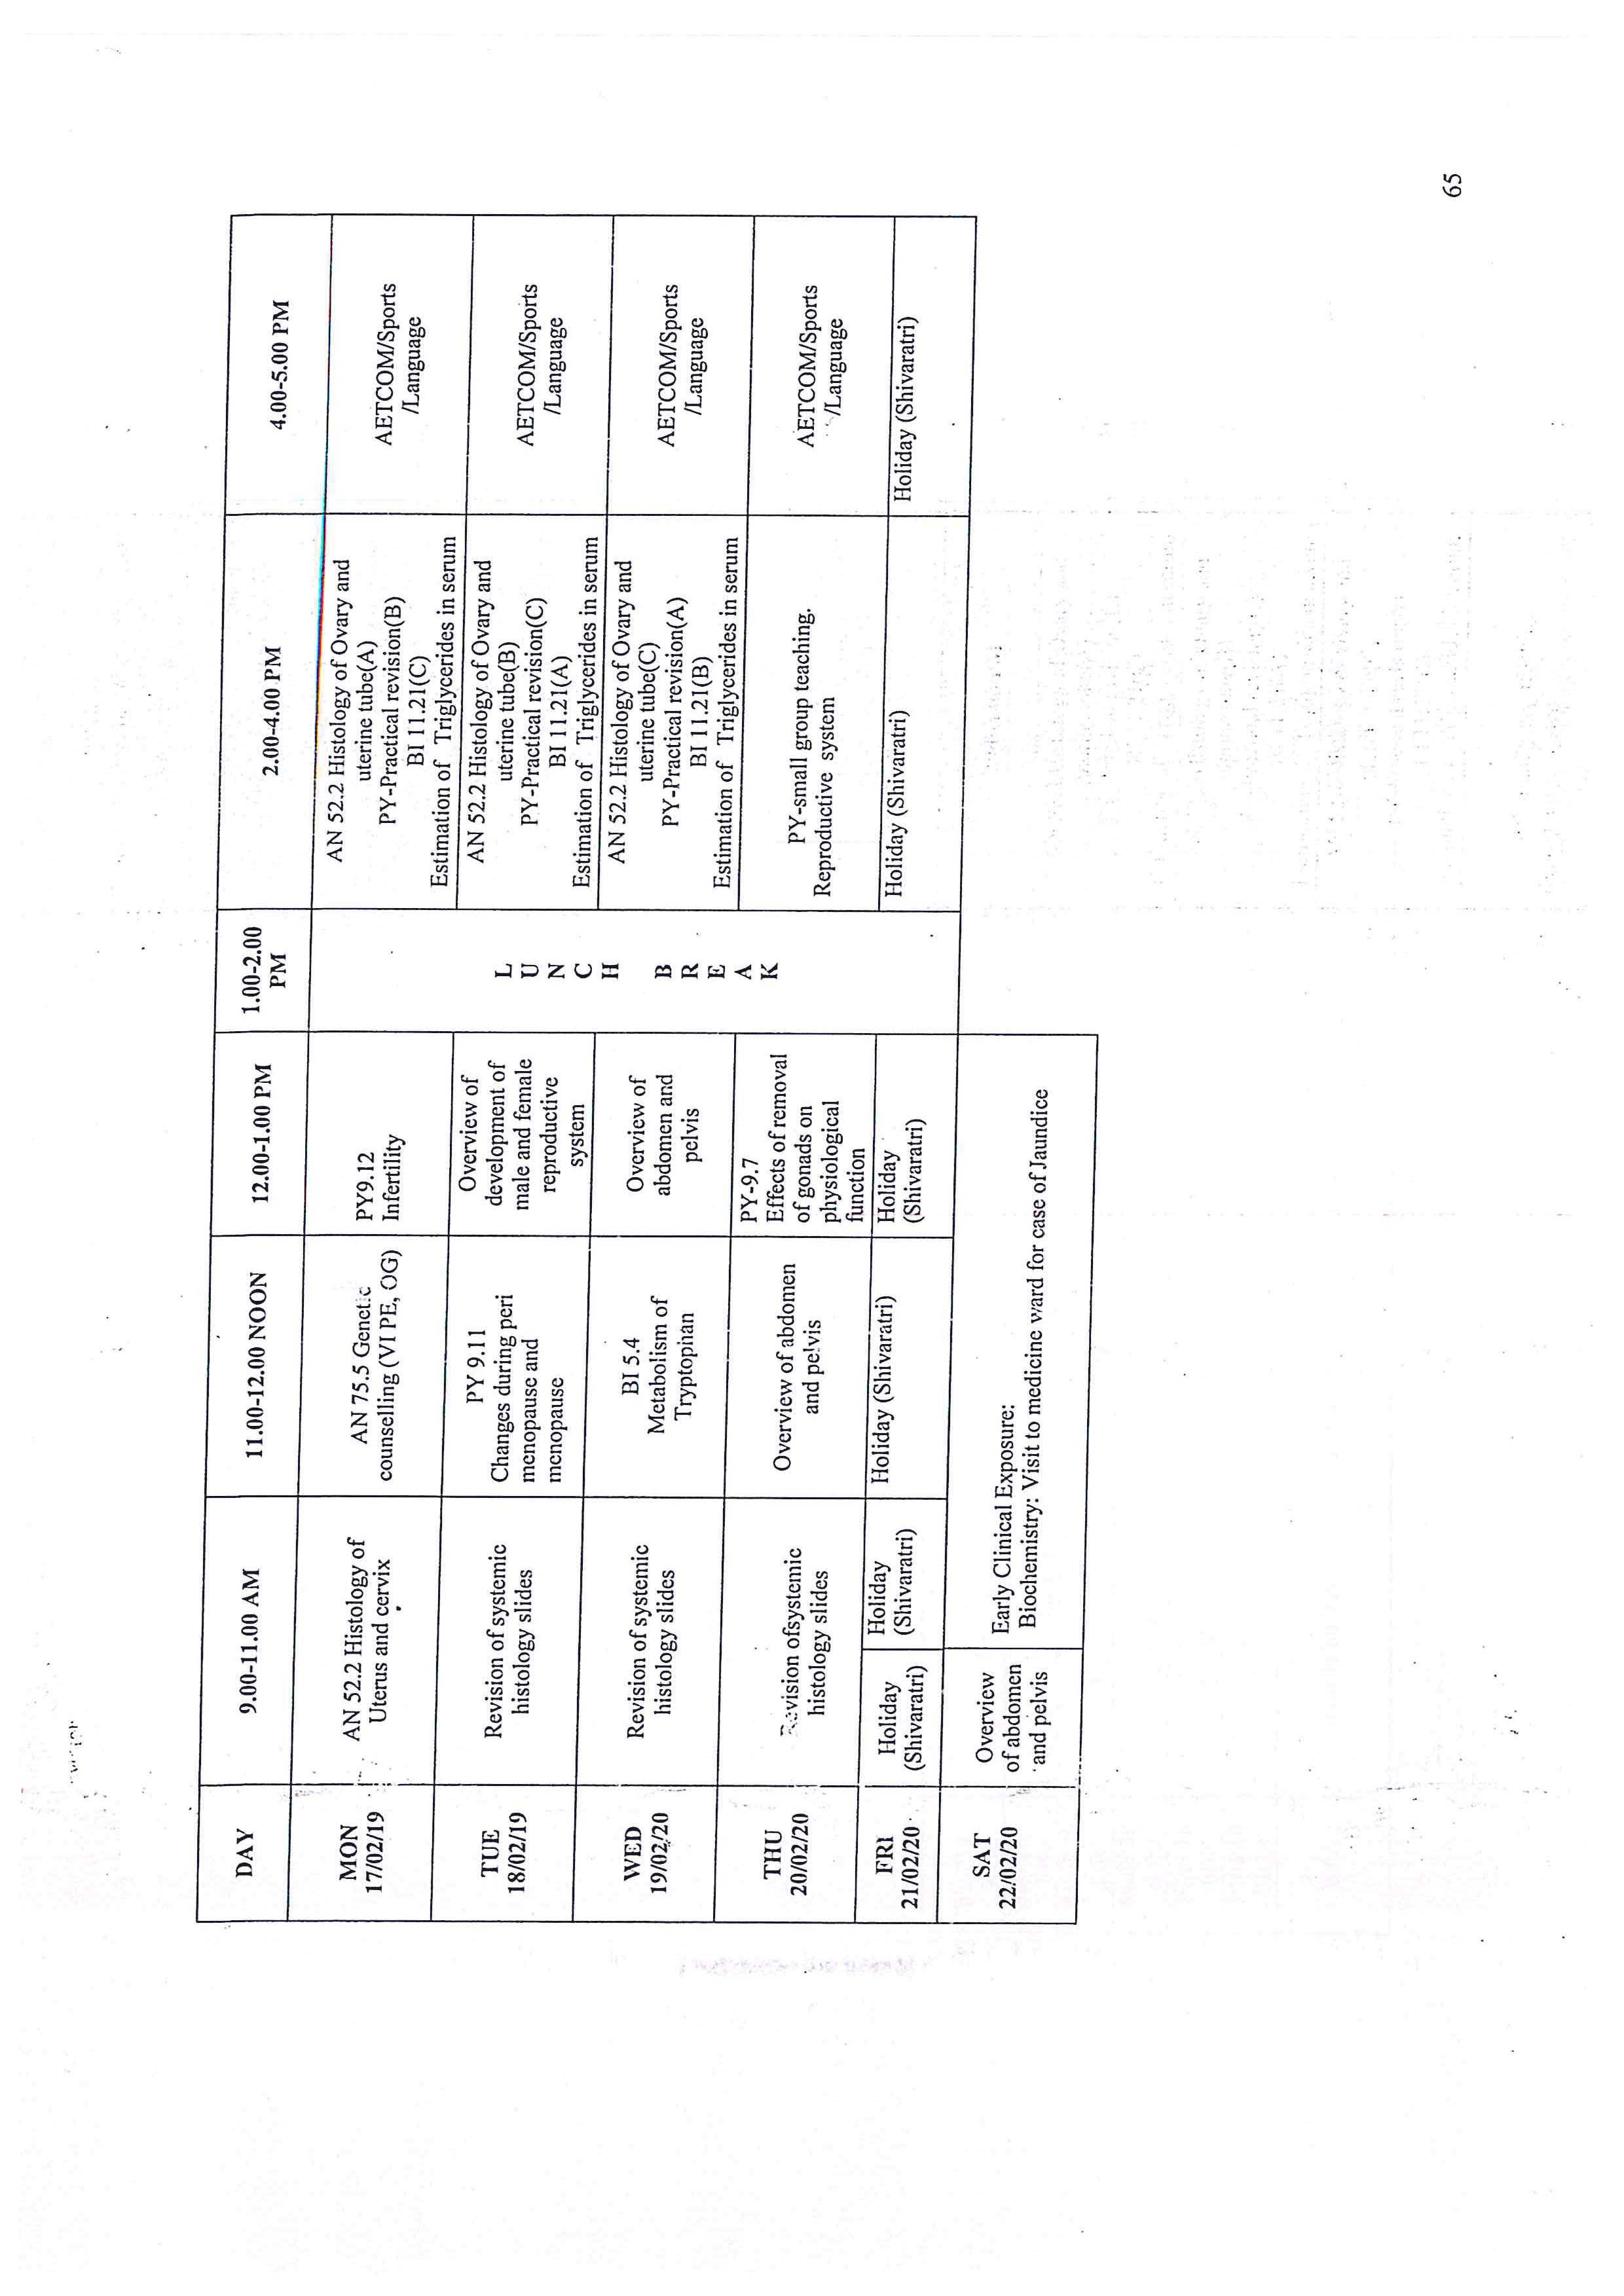 DAY
9.00-11.00 AM
11.00-12.00 NOON
12.00-1.00 PM
1.00-2.00
PM
2.00-4.00 PM
4.00-5.00 PM
MON
17/02/19
AN 52.2 Histology of
Uterus and cervix
AN 75.5 Genetic
counselling (VI PE, OG)
PY9.12
Infertility
L
U
N
C
H
B
R
E
A
K
AN 52.2 Histology of Ovary and
uterine tube(A)
PY-Practical revision(B)
BI 11.21(C)
Estimation of Triglycerides in serum
AETCOM/Sports
/Language
TUE
18/02/19
Revision of systemic
histology slides
PY 9.11
Changes during peri
menopause and
menopause
Overview of
development of
male and female
reproductive
system
AN 52.2 Histology of Ovary and
uterine tube(B)
PY-Practical revision(C)
BI 11.21(A)
Estimation of Triglycerides in serum
AETCOM/Sports
/Language
WED
19/02/20
Revision of systemic
histology slides
BI 5.4
Metabolism of
Tryptophan
Overview of
abdomen and
pelvis
AN 52.2 Histology of Ovary and
uterine tube(C)
PY-Practical revision(A)
BI 11.21(B)
Estimation of Triglycerides in serum
AETCOM/Sports
/Language
THU
20/02/20
Revision ofsystemic
histology slides
Overview of abdomen
and pelvis
PY-9.7
Effects of removal
of gonads on
physiological
function
PY-small group teaching.
Reproductive system
AETCOM/Sports
/Language
FRI
21/02/20
Holiday
(Shivaratri)
Holiday
(Shivaratri)
Holiday (Shivaratri)
Holiday
(Shivaratri)
Holiday (Shivaratri)
Holiday (Shivaratri)
SAT
22/02/20
Overview
of abdomen
and pelvis
Early Clinical Exposure:
Biochemistry: Visit to medicine ward for case of Jaundice
65